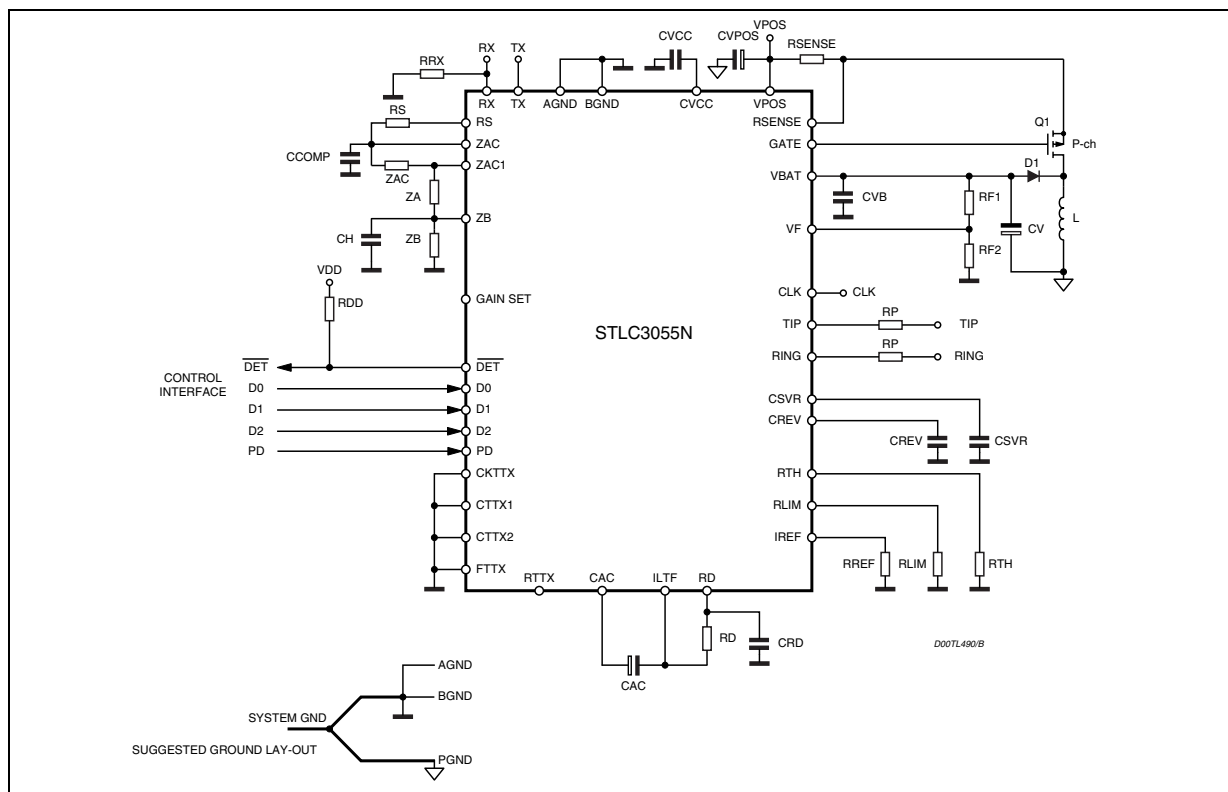 VPOS
RX TX CVCC CVPOS RSENSE
RRX
RX TX AGND BGND CVCC VPOS
RS RS RSENSE
Q1
ZAC GATE P-ch
CCOMP
ZAC1 D1
ZAC VBAT
ZA CVB RF1
ZB CV L
CH ZB VF
RF2
VDD
CLK CLK
RDD GAIN SET
RP
STLC3055N TIP TIP
RP
RING RING
DET DET
CONTROL
INTERFACE
D0 D0
CSVR
D1 D1
CREV
D2 D2 CREV CSVR
PD PD
CKTTX RTH
CTTX1 RLIM
CTTX2 IREF
RREF RLIM RTH
FTTX
RTTX CAC ILTF RD
RD CRD
D00TL490/B
AGND
CAC
BGND
SYSTEM GND
SUGGESTED GROUND LAY-OUT
PGND